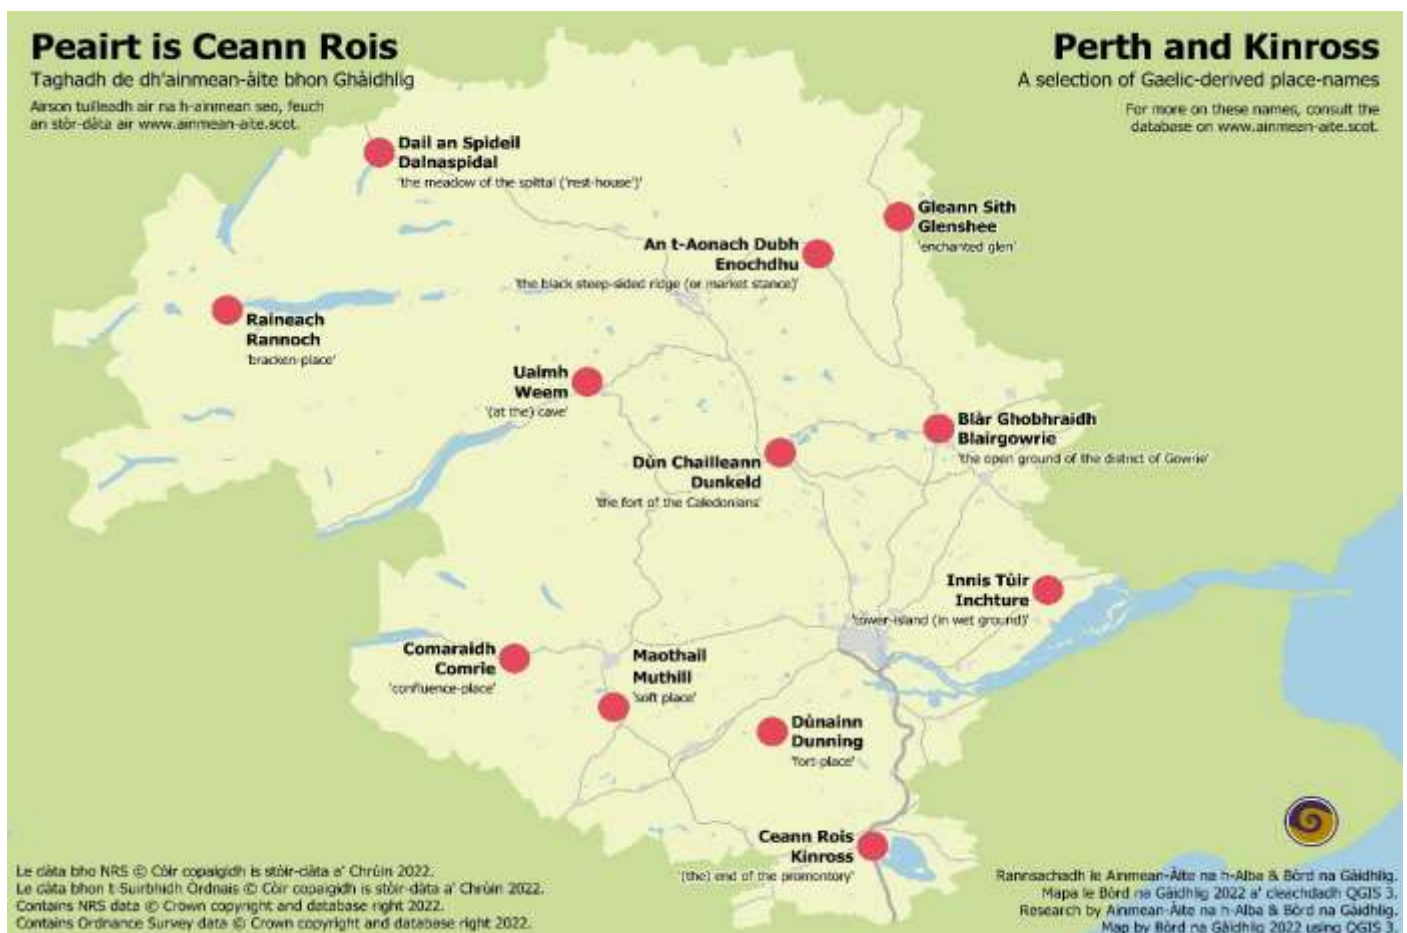 Peairt is Ceann Rois
Taghadh de dh'ainmean-àite bhon Ghàidhlig
Airson tuilleadh air na h-ainmean seo, feuch
an stòr-dàta air www.ainmean-aite.scot.
Perth and Kinross
A selection of Gaelic-derived place-names
For more on these names, consult the
database on www.ainmean-aite.scot.
Dail an Spideil
Dalnaspidal
'the meadow of the spittal ('rest-house')'
Gleann Sith
Glenshee
'enchanted glen'
An t-Aonach Dubh
Enochdhu
'the black steep-sided ridge (or market stance)'
Raineach
Rannoch
'bracken-place'
Uaimh
Weem
'(at the) cave'
Blàr Ghobhraidh
Blairgowrie
'the open ground of the district of Gowrie'
Dùn Chailleann
Dunkeld
'the fort of the Caledonians'
Innis Tùir
Inchture
'tower-island (in wet ground)'
Comaraidh
Comrie
'confluence-place'
Maothail
Muthill
'soft place'
Dùnainn
Dunning
'fort-place'
Ceann Rois
Kinross
'(the) end of the promontory'
Le dàta bho NRS © Còir copaigidh is stòir-dàta a' Chrùin 2022.
Le dàta bhon t-Suirbhidh Òrdnais © Còir copaigidh is stòir-dàta a' Chrùin 2022.
Contains NRS data © Crown copyright and database right 2022.
Contains Ordnance Survey data © Crown copyright and database right 2022.
Rannsachadh le Ainmean-Àite na h-Alba & Bòrd na Gàidhlig.
Mapa le Bòrd na Gàidhlig 2022 a' cleachdadh QGIS 3.
Research by Ainmean-Àite na h-Alba & Bòrd na Gàidhlig.
Map by Bòrd na Gàidhlig 2022 using QGIS 3.